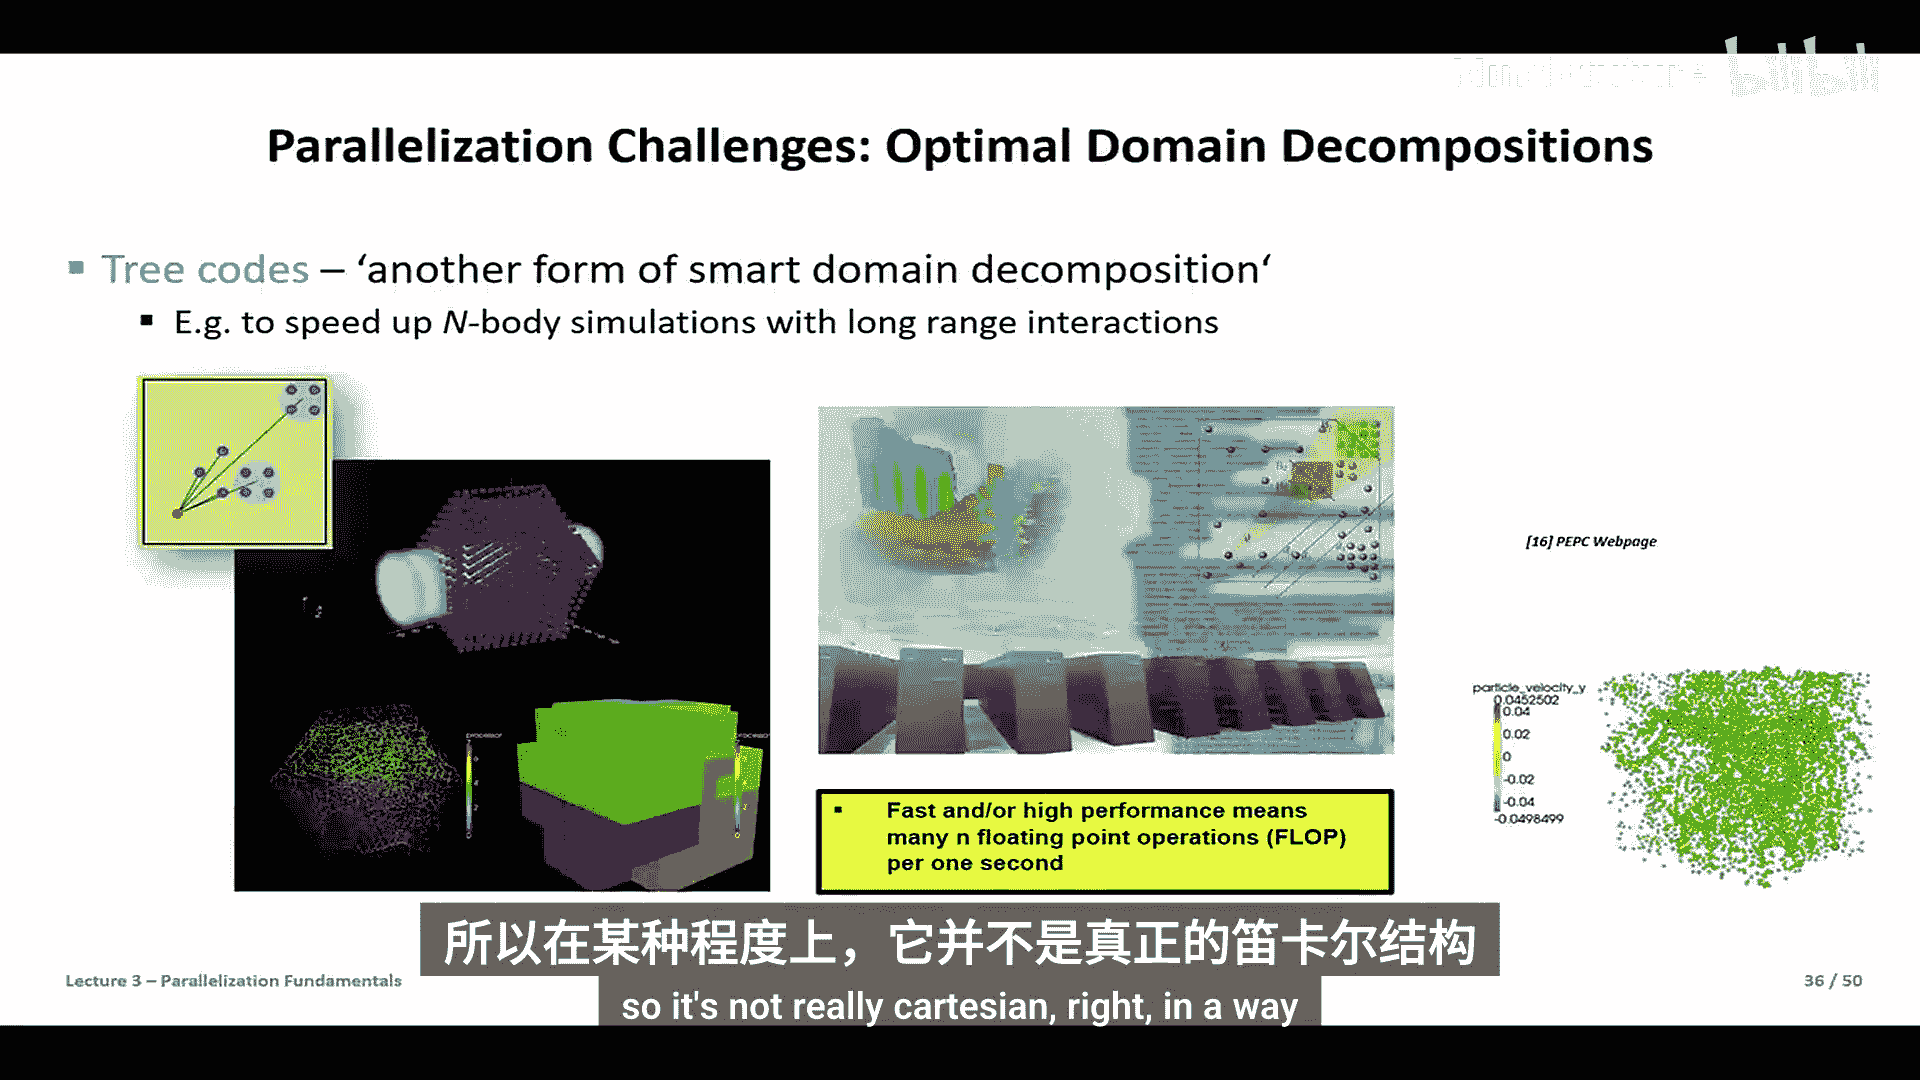 bilibili
Parallelization Challenges: Optimal Domain Decompositions
▪ Tree codes – ‘another form of smart domain decomposition‘
▪ E.g. to speed up N-body simulations with long range interactions
[16] PEPC Webpage
particle_velocity_y
0.0452502
0.04
0.02
0
-0.02
-0.04
-0.0498499
▪ Fast and/or high performance means
many n floating point operations (FLOP)
per one second
所以在某种程度上，它并不是真正的笛卡尔结构
so it's not really cartesian, right, in a way
Lecture 3 – Parallelization Fundamentals
36 / 50